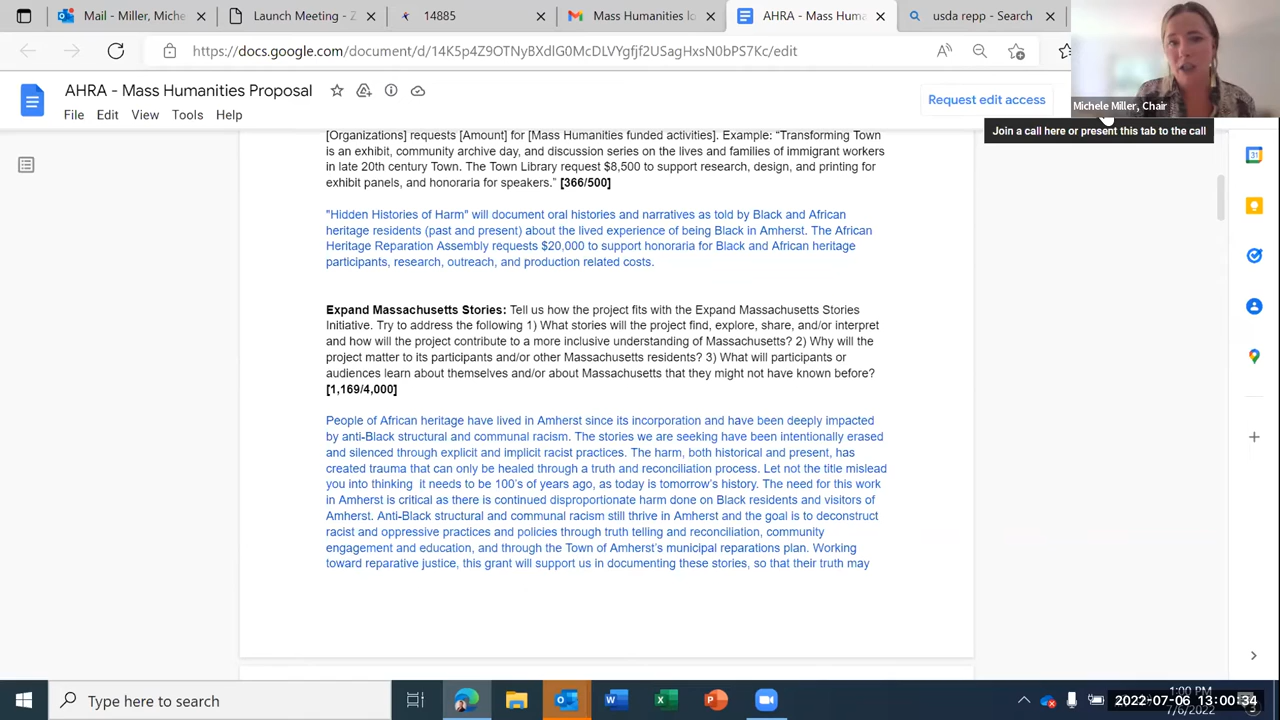 Mail - Miller, Miche
Launch Meeting - Z
14885
Mass Humanities
AHRA - Mass Hum
usda repp - Search
https://docs.google.com/document/d/14K5p4Z9OTNyBXdlG0McDLVYgfjf2USagHxsN0bPS7Kc/edit
AHRA - Mass Humanities Proposal
Request edit access
Michele Miller, Chair
File Edit View Tools Help
Join a call here or present this tab to the call
[Organizations] requests [Amount] for [Mass Humanities funded activities]. Example: “Transforming Town
is an exhibit, community archive day, and discussion series on the lives and families of immigrant workers
in late 20th century Town. The Town Library request $8,500 to support research, design, and printing for
exhibit panels, and honoraria for speakers.” [366/500]
"Hidden Histories of Harm” will document oral histories and narratives as told by Black and African
heritage residents (past and present) about the lived experience of being Black in Amherst. The African
Heritage Reparation Assembly requests $20,000 to support honoraria for Black and African heritage
participants, research, outreach, and production related costs.
Expand Massachusetts Stories: Tell us how the project fits with the Expand Massachusetts Stories
Initiative. Try to address the following 1) What stories will the project find, explore, share, and/or interpret
and how will the project contribute to a more inclusive understanding of Massachusetts? 2) Why will the
project matter to its participants and/or other Massachusetts residents? 3) What will participants or
audiences learn about themselves and/or about Massachusetts that they might not have known before?
[1,169/4,000]
People of African heritage have lived in Amherst since its incorporation and have been deeply impacted
by anti-Black structural and communal racism. The stories we are seeking have been intentionally erased
and silenced through explicit and implicit racist practices. The harm, both historical and present, has
created trauma that can only be healed through a truth and reconciliation process. Let not the title mislead
you into thinking it needs to be 100’s of years ago, as today is tomorrow’s history. The need for this work
in Amherst is critical as there is continued disproportionate harm done on Black residents and visitors of
Amherst. Anti-Black structural and communal racism still thrive in Amherst and the goal is to deconstruct
racist and oppressive practices and policies through truth telling and reconciliation, community
engagement and education, and through the Town of Amherst’s municipal reparations plan. Working
toward reparative justice, this grant will support us in documenting these stories, so that their truth may
Type here to search
1:00 PM
2022-07-06 13:00:34
7/6/2022